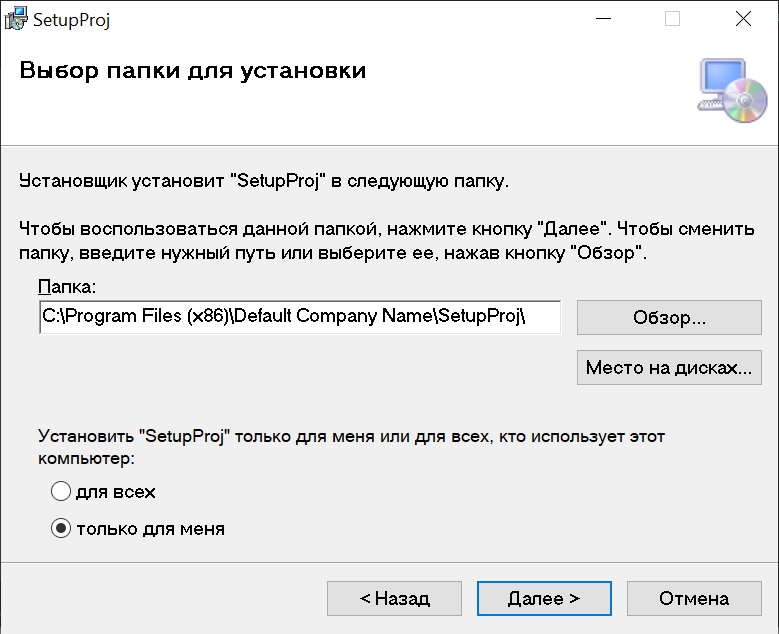 SetupProj
Выбор папки для установки
Установщик установит "SetupProj" в следующую папку.
Чтобы воспользоваться данной папкой, нажмите кнопку "Далее". Чтобы сменить
папку, введите нужный путь или выберите ее, нажав кнопку "Обзор".
Папка:
C:\Program Files (x86)\Default Company Name\SetupProj\
Обзор...
Место на дисках...
Установить "SetupProj" только для меня или для всех, кто использует этот
компьютер:
для всех
только для меня
< Назад
Далее >
Отмена